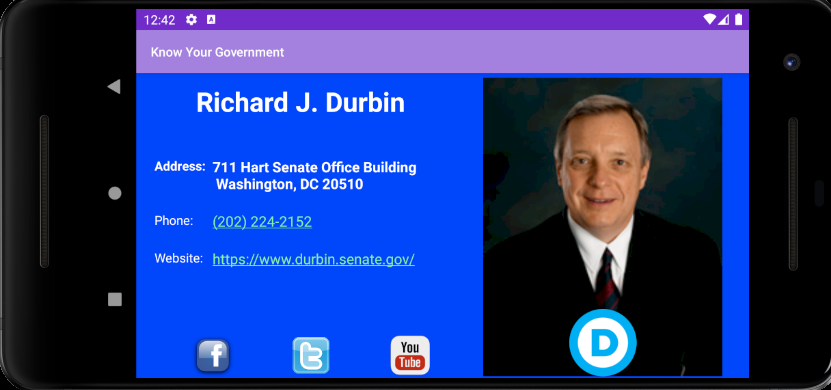 12:42
Know Your Government
Richard J. Durbin
Address: 711 Hart Senate Office Building
Washington, DC 20510
Phone: (202) 224-2152
Website: https://www.durbin.senate.gov/
f t You
Tube
D